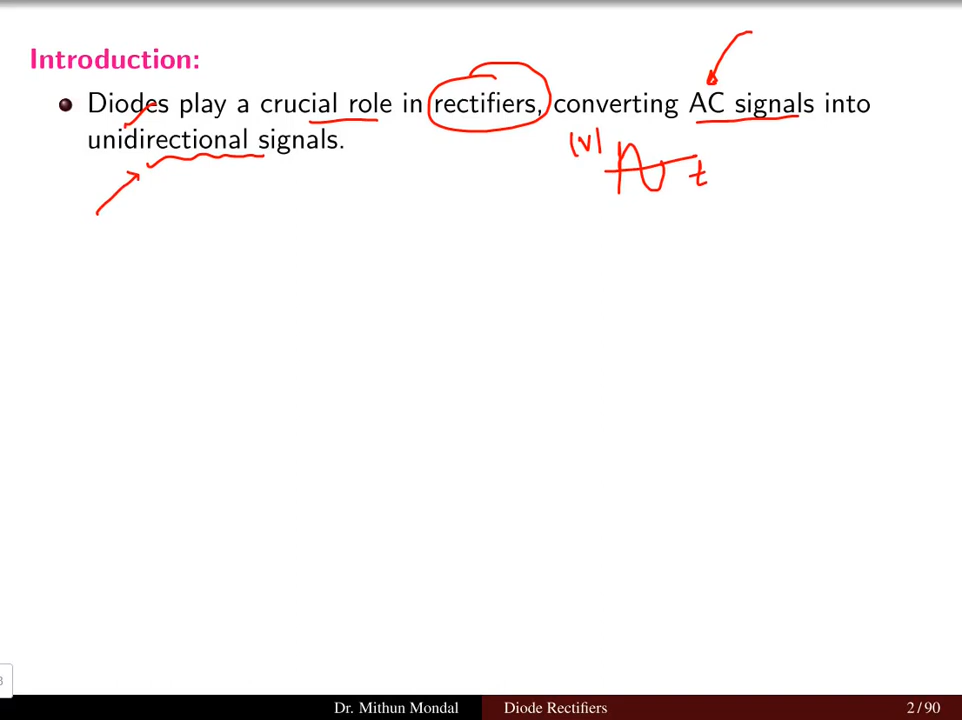 Introduction:
Diodes play a crucial role in rectifiers, converting AC signals into
unidirectional signals.
|v|
t
3
Dr. Mithun Mondal Diode Rectifiers 2 / 90